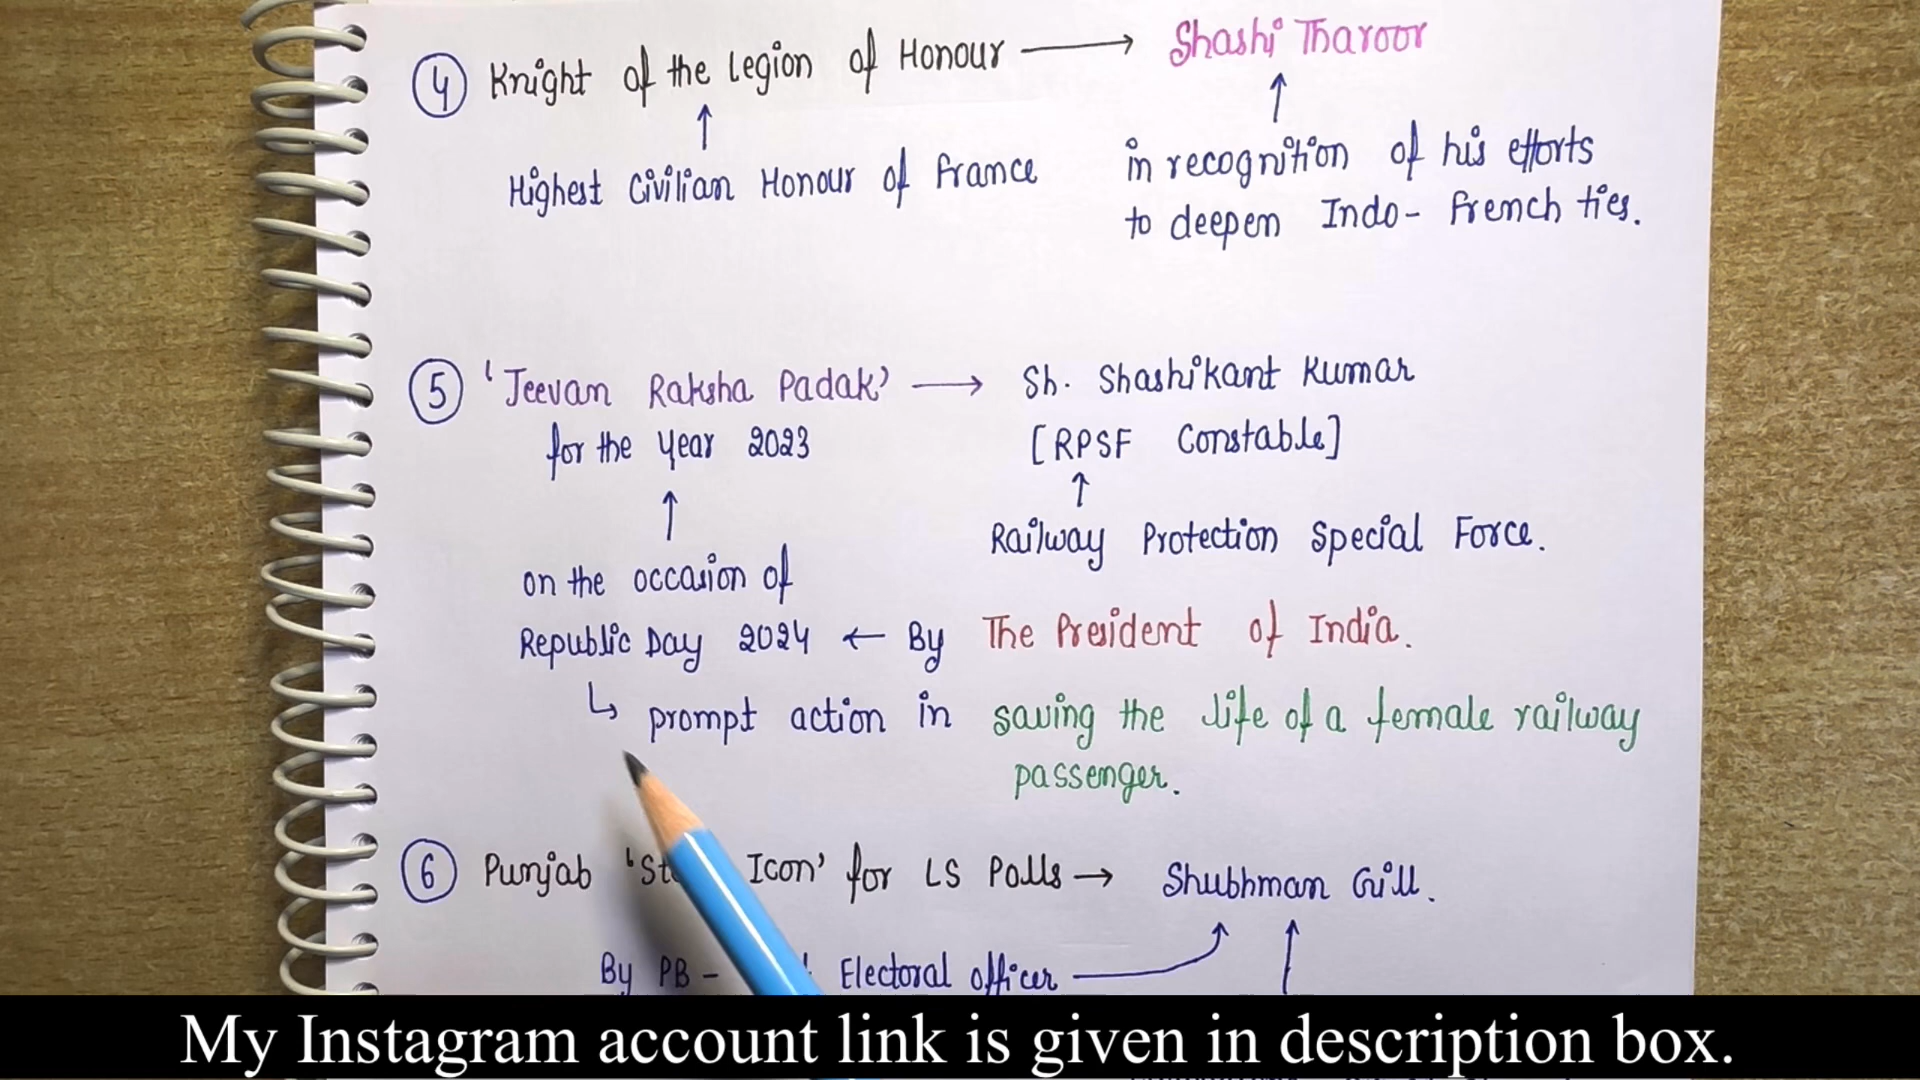 4 Knight of the Legion of Honour → Shashi Tharoor
↑ ↑
Highest Civilian Honour of France
in recognition of his efforts
to deepen Indo-French ties.
5 'Jeevan Raksha Padak' → Sh. Shashikant Kumar
for the year 2023 [RPSF Constable]
↑ ↑
Railway Protection Special Force.
on the occasion of
Republic Day 2024 ← By The President of India.
↳ prompt action in saving the life of a female railway
passenger.
6 Punjab 'St Icon' for LS Polls → Shubhman Gill.
By PB - Electoral officer
My Instagram account link is given in description box.